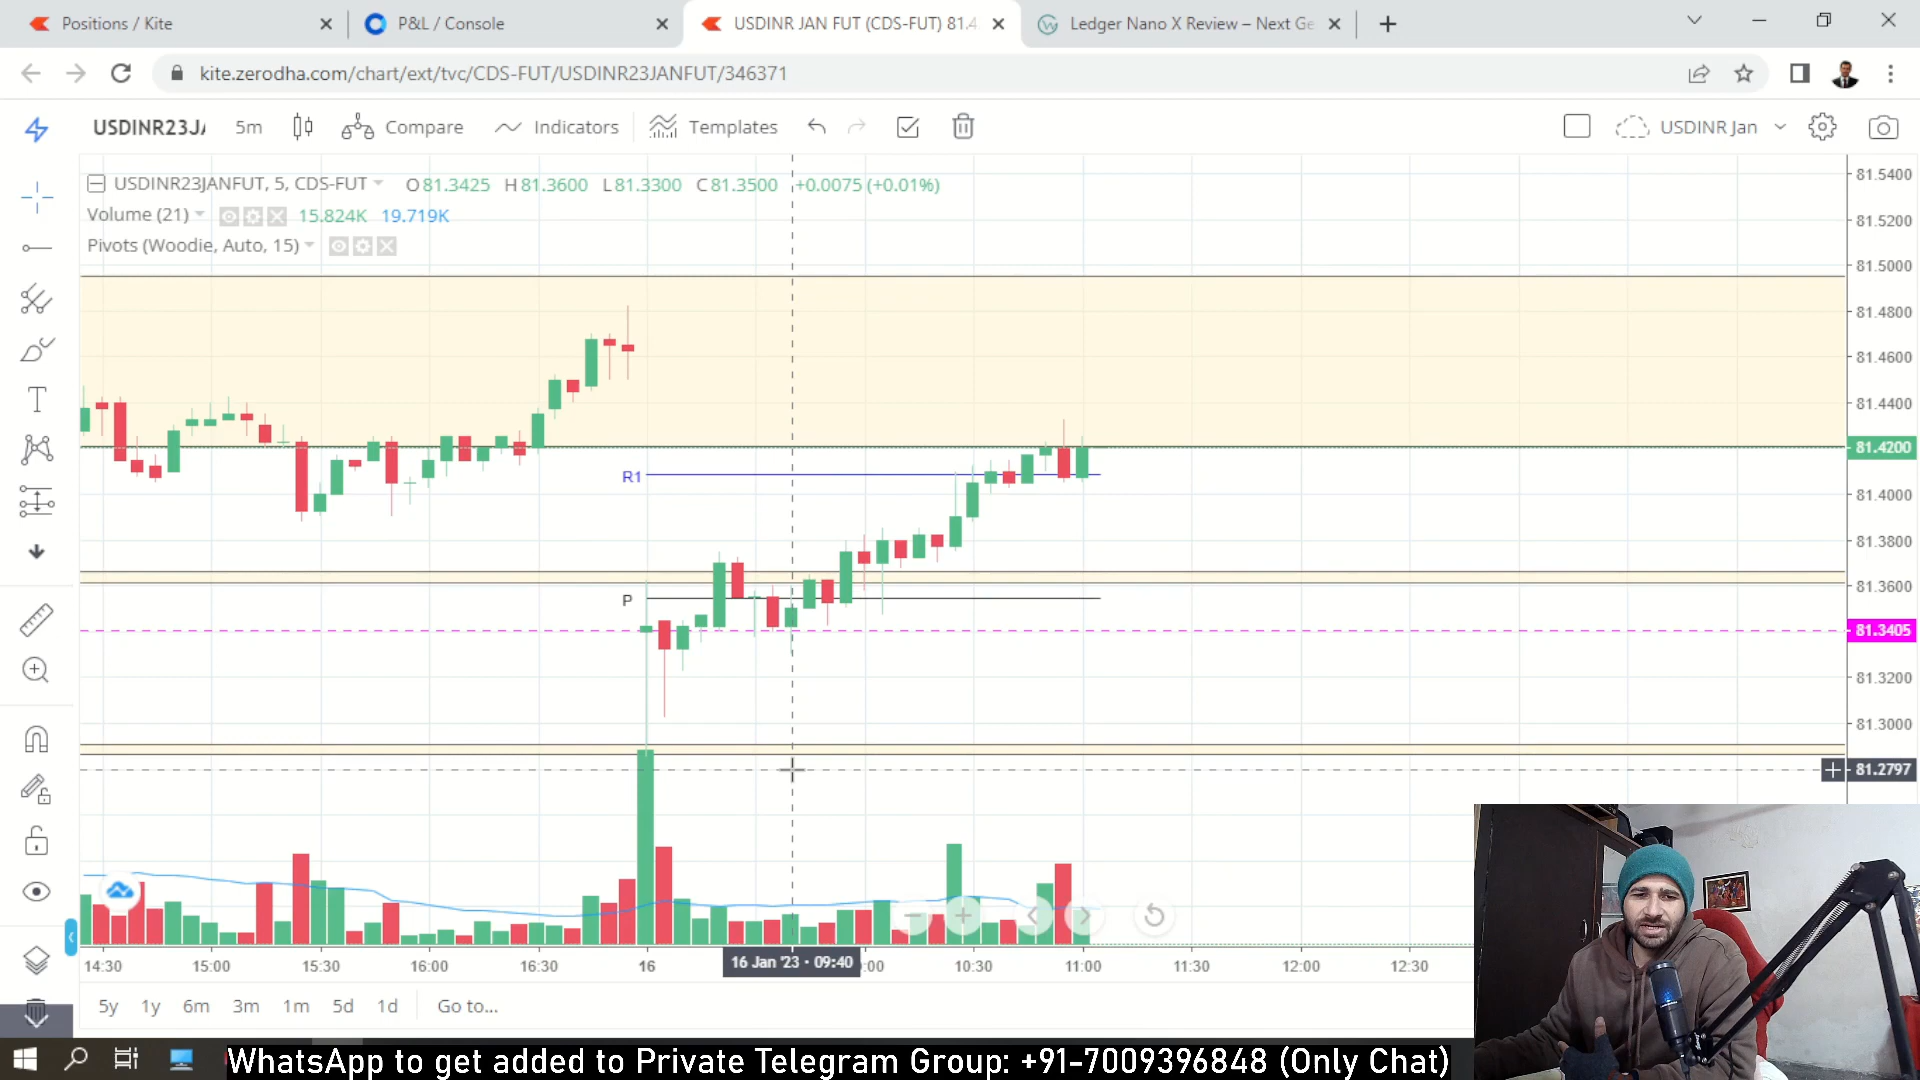 Positions / Kite
P&L / Console
USDINR JAN FUT (CDS-FUT) 81.4
Ledger Nano X Review – Next Ge
kite.zerodha.com/chart/ext/tvc/CDS-FUT/USDINR23JANFUT/346371
USDINR23JA
5m
Compare
Indicators
Templates
USDINR Jan
USDINR23JANFUT, 5, CDS-FUT O81.3425 H81.3600 L81.3300 C81.3500 +0.0075 (+0.01%)
Volume (21) 15.824K 19.719K
Pivots (Woodie, Auto, 15)
81.5400
81.5200
81.5000
81.4800
81.4600
81.4400
81.4200
R1
81.4000
81.3800
81.3600
P
81.3405
81.3200
81.3000
81.2797
14:30 15:00 15:30 16:00 16:30 16 16 Jan '23 · 09:40 :00 10:30 11:00 11:30 12:00 12:30
5y 1y 6m 3m 1m 5d 1d Go to...
WhatsApp to get added to Private Telegram Group: +91-7009396848 (Only Chat)